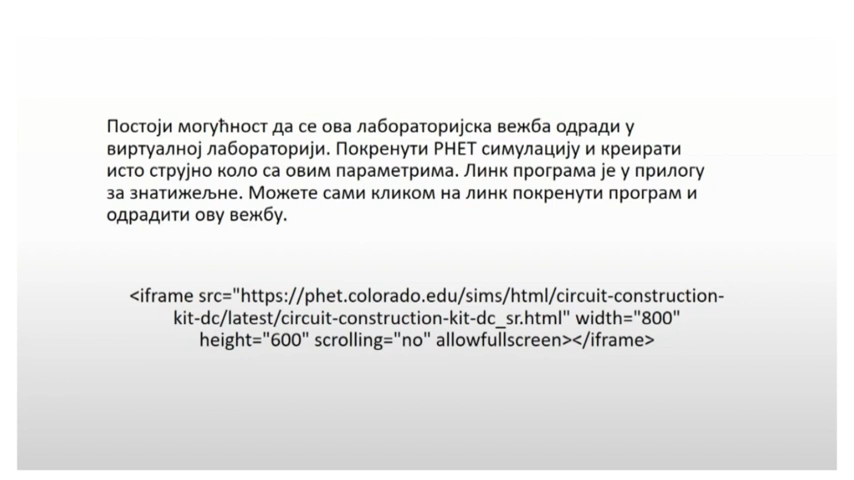 Постоји могућност да се ова лабораторијска вежба одради у
виртуалној лабораторији. Покренути PHET симулацију и креирати
исто струјно коло са овим параметрима. Линк програма је у прилогу
за знатижељне. Можете сами кликом на линк покренути програм и
одрадити ову вежбу.
<iframe src="https://phet.colorado.edu/sims/html/circuit-construction-
kit-dc/latest/circuit-construction-kit-dc_sr.html" width="800"
height="600" scrolling="no" allowfullscreen></iframe>